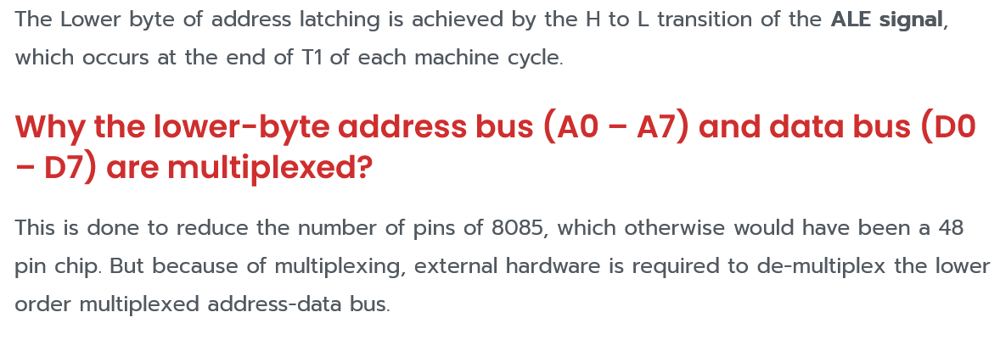 The Lower byte of address latching is achieved by the H to L transition of the ALE signal,
which occurs at the end of T1 of each machine cycle.
Why the lower-byte address bus (A0 – A7) and data bus (D0
– D7) are multiplexed?
This is done to reduce the number of pins of 8085, which otherwise would have been a 48
pin chip. But because of multiplexing, external hardware is required to de-multiplex the lower
order multiplexed address-data bus.